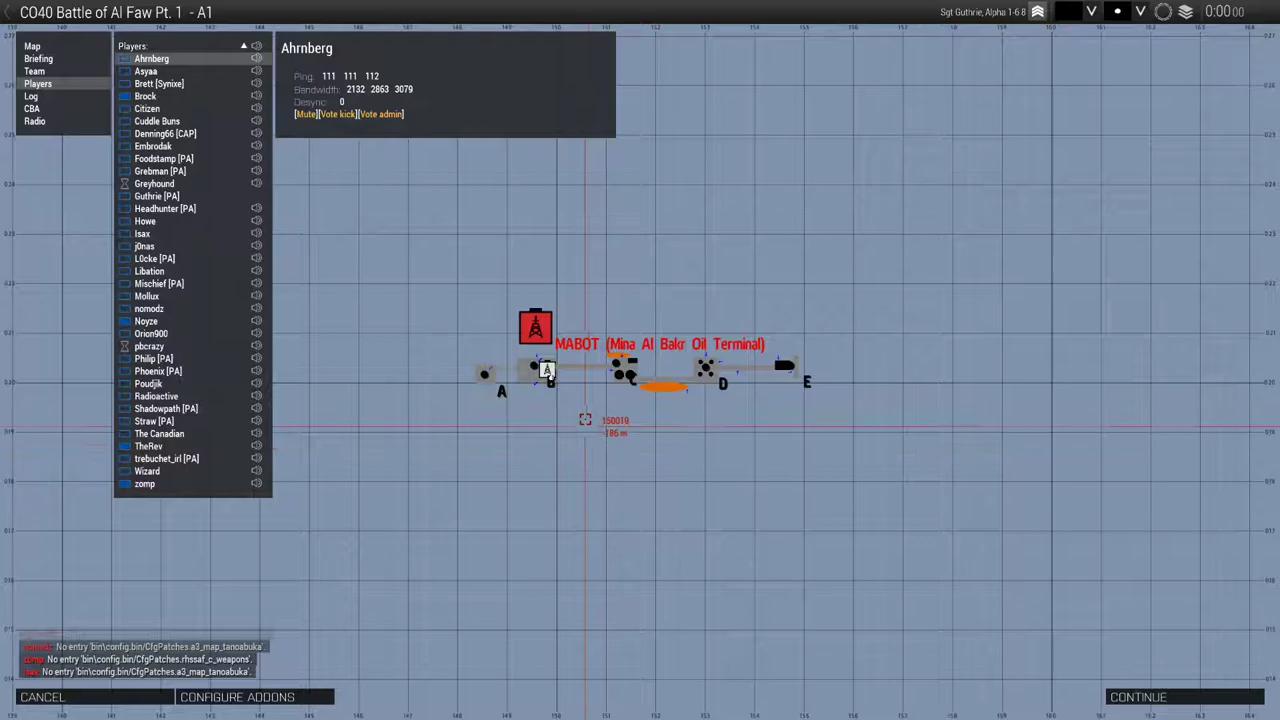 CO40 Battle of Al Faw Pt. 1 - A1
Sgt Guthrie, Alpha 1-6 8
0:00:00
Map
Briefing
Team
Players
Log
CBA
Radio
Players:
Ahrnberg
Asyaa
Brett [Synixe]
Brock
Citizen
Cuddle Buns
Denning66 [CAP]
Embrodak
Foodstamp [PA]
Grebman [PA]
Greyhound
Guthrie [PA]
Headhunter [PA]
Howe
Isax
j0nas
L0cke [PA]
Libation
Mischief [PA]
Mollux
nomodz
Noyze
Orion900
pbcrazy
Philip [PA]
Phoenix [PA]
Poudjik
Radioactive
Shadowpath [PA]
Straw [PA]
The Canadian
TheRev
trebuchet_irl [PA]
Wizard
zomp
Ahrnberg
Ping: 111 111 112
Bandwidth: 2132 2863 3079
Desync: 0
[Mute][Vote kick][Vote admin]
MABOT (Mina Al Bakr Oil Terminal)
A
B
C
D
E
150019
186 m
No entry 'bin\config.bin/CfgPatches.a3_map_tanoabuka'.
No entry 'bin\config.bin/CfgPatches.rhssaf_c_weapons'.
No entry 'bin\config.bin/CfgPatches.a3_map_tanoabuka'.
CANCEL
CONFIGURE ADDONS
CONTINUE